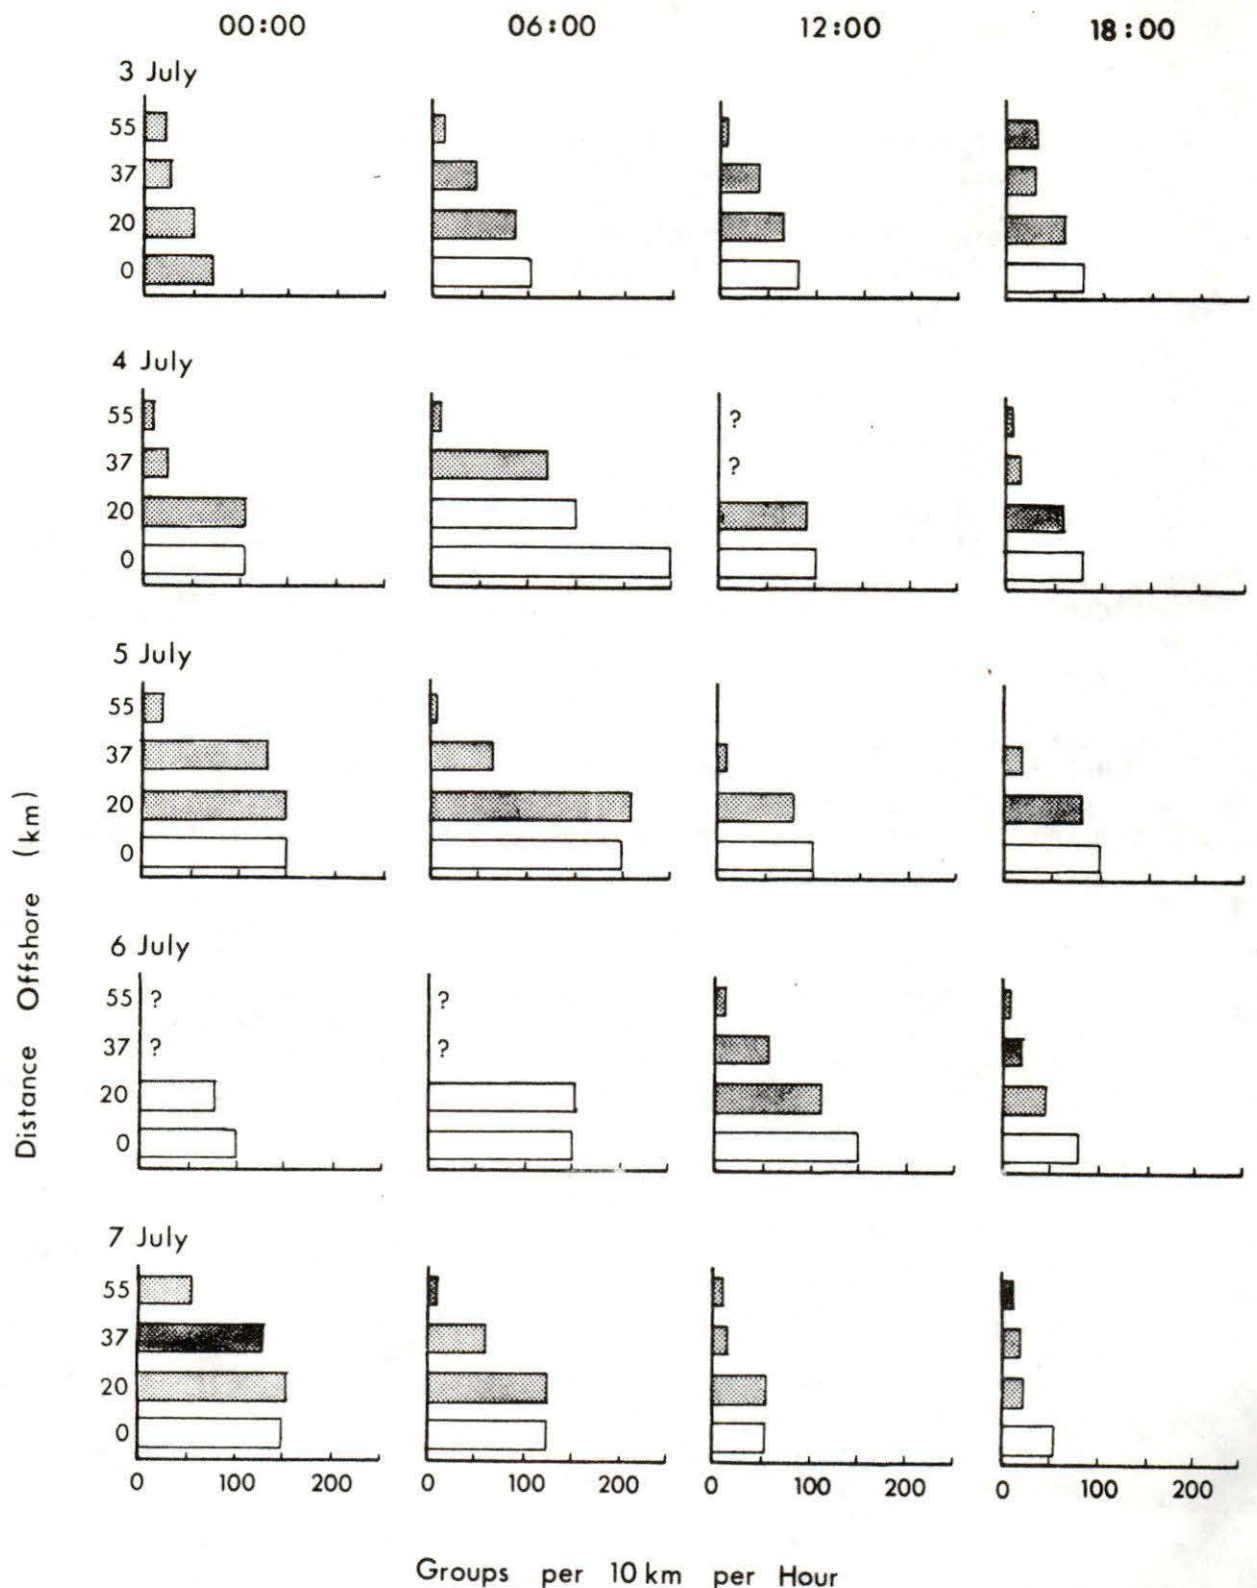 00:00 06:00 12:00 18:00
3 July
55
37
20
0
4 July
55 ?
37 ?
20
0
5 July
55
37
20
0
6 July
55 ? ?
37 ? ?
20
0
7 July
55
37
20
0
0 100 200 0 100 200 0 100 200 0 100 200
Groups per 10 km per Hour
Distance Offshore (km)